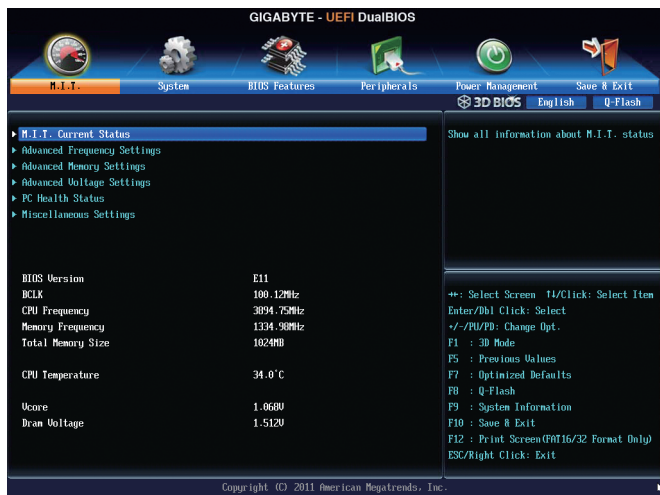 GIGABYTE - UEFI DualBIOS
M.I.T. System BIOS Features Peripherals Power Management Save & Exit
3D BIOS English Q-Flash
M.I.T. Current Status
Advanced Frequency Settings
Advanced Memory Settings
Advanced Voltage Settings
PC Health Status
Miscellaneous Settings
BIOS Version E11
BCLK 100.12MHz
CPU Frequency 3894.75MHz
Memory Frequency 1334.98MHz
Total Memory Size 1024MB
CPU Temperature 34.0°C
Vcore 1.068V
Dram Voltage 1.512V
Show all information about M.I.T. status
→←: Select Screen ↑↓/Click: Select Item
Enter/Dbl Click: Select
+/-/PU/PD: Change Opt.
F1 : 3D Mode
F5 : Previous Values
F7 : Optimized Defaults
F8 : Q-Flash
F9 : System Information
F10 : Save & Exit
F12 : Print Screen(FAT16/32 Format Only)
ESC/Right Click: Exit
Copyright (C) 2011 American Megatrends, Inc.